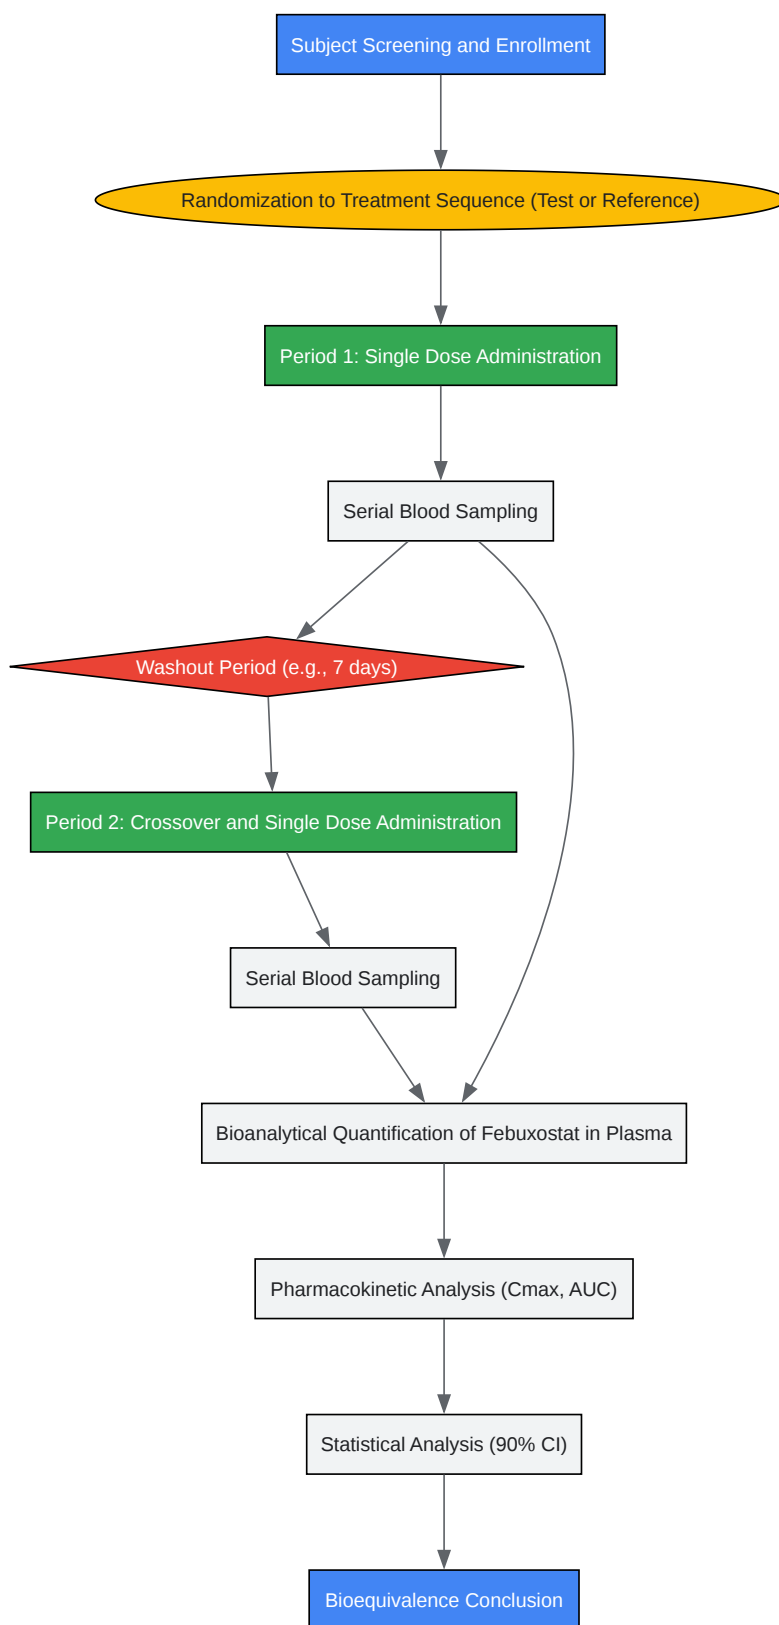 Subject Screening and Enrollment
Randomization to Treatment Sequence (Test or Reference)
Period 1: Single Dose Administration
Serial Blood Sampling
Washout Period (e.g., 7 days)
Period 2: Crossover and Single Dose Administration
Serial Blood Sampling
Bioanalytical Quantification of Febuxostat in Plasma
Pharmacokinetic Analysis (Cmax, AUC)
Statistical Analysis (90% CI)
Bioequivalence Conclusion